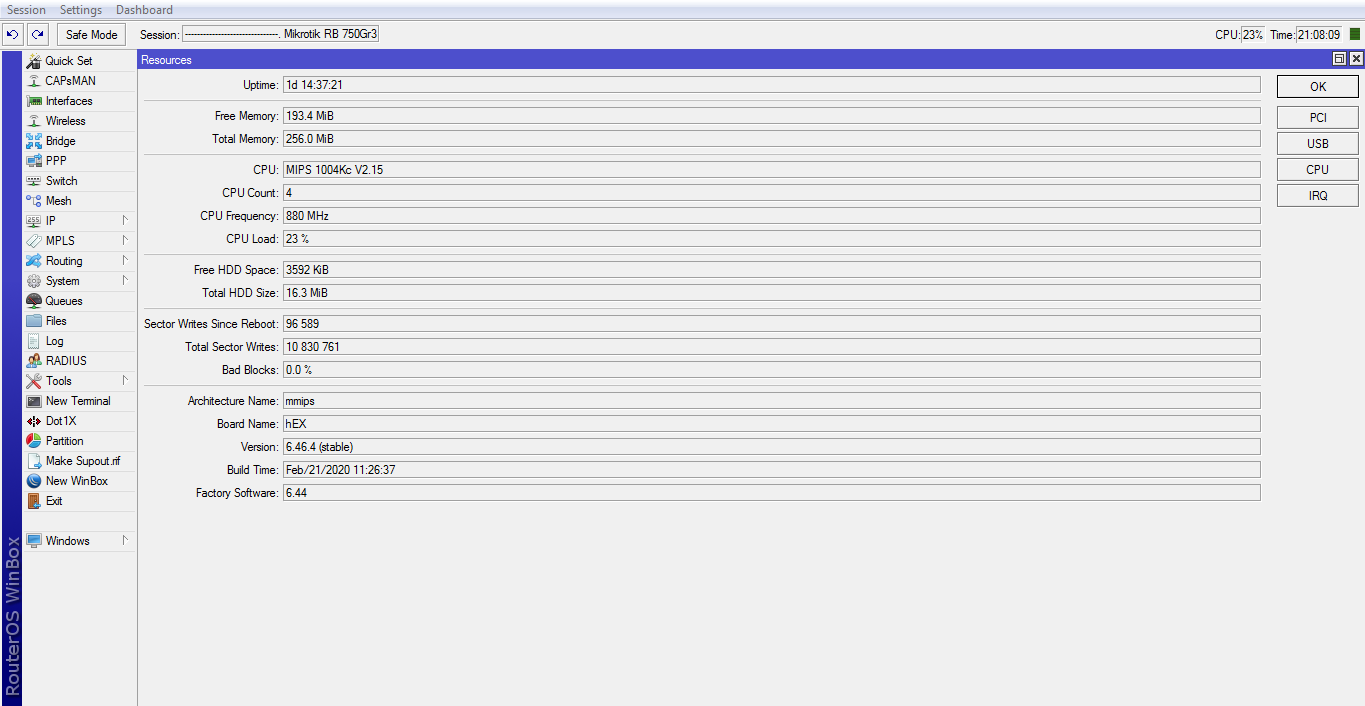 Session Settings Dashboard
Safe Mode Session: -------------------------------. Mikrotik RB 750Gr3 CPU: 23% Time: 21:08:09
Quick Set
CAPsMAN
Interfaces
Wireless
Bridge
PPP
Switch
Mesh
IP
MPLS
Routing
System
Queues
Files
Log
RADIUS
Tools
New Terminal
Dot1X
Partition
Make Supout.rif
New WinBox
Exit
Windows
RouterOS WinBox
Resources
Uptime: 1d 14:37:21
Free Memory: 193.4 MiB
Total Memory: 256.0 MiB
CPU: MIPS 1004Kc V2.15
CPU Count: 4
CPU Frequency: 880 MHz
CPU Load: 23 %
Free HDD Space: 3592 KiB
Total HDD Size: 16.3 MiB
Sector Writes Since Reboot: 96 589
Total Sector Writes: 10 830 761
Bad Blocks: 0.0 %
Architecture Name: mmips
Board Name: hEX
Version: 6.46.4 (stable)
Build Time: Feb/21/2020 11:26:37
Factory Software: 6.44
OK
PCI
USB
CPU
IRQ